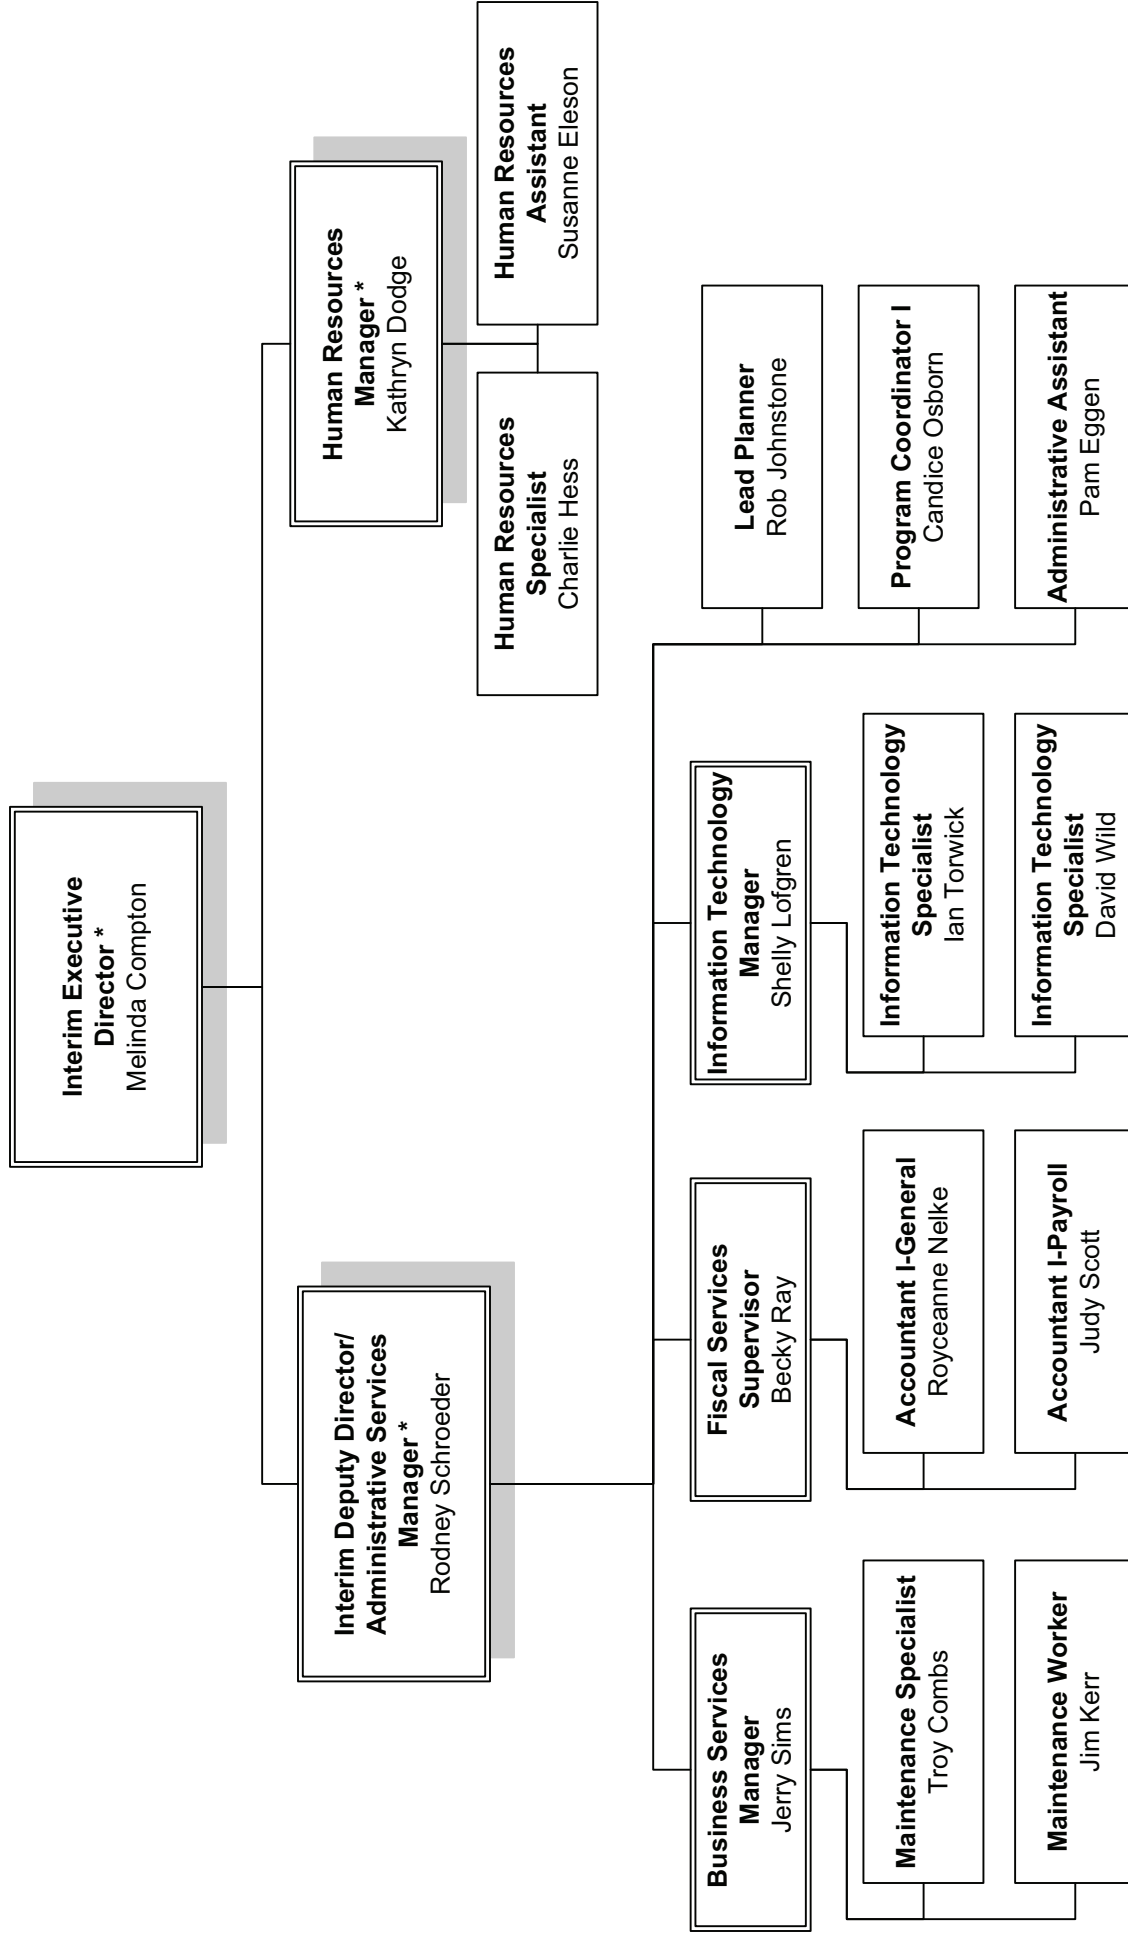 Interim Executive
Director *
Melinda Compton
Interim Deputy Director/
Administrative Services
Manager *
Rodney Schroeder
Human Resources
Manager *
Kathryn Dodge
Human Resources
Specialist
Charlie Hess
Human Resources
Assistant
Susanne Eleson
Business Services
Manager
Jerry Sims
Fiscal Services
Supervisor
Becky Ray
Information Technology
Manager
Shelly Lofgren
Lead Planner
Rob Johnstone
Maintenance Specialist
Troy Combs
Accountant I-General
Royceanne Nelke
Information Technology
Specialist
Ian Torwick
Program Coordinator I
Candice Osborn
Maintenance Worker
Jim Kerr
Accountant I-Payroll
Judy Scott
Information Technology
Specialist
David Wild
Administrative Assistant
Pam Eggen